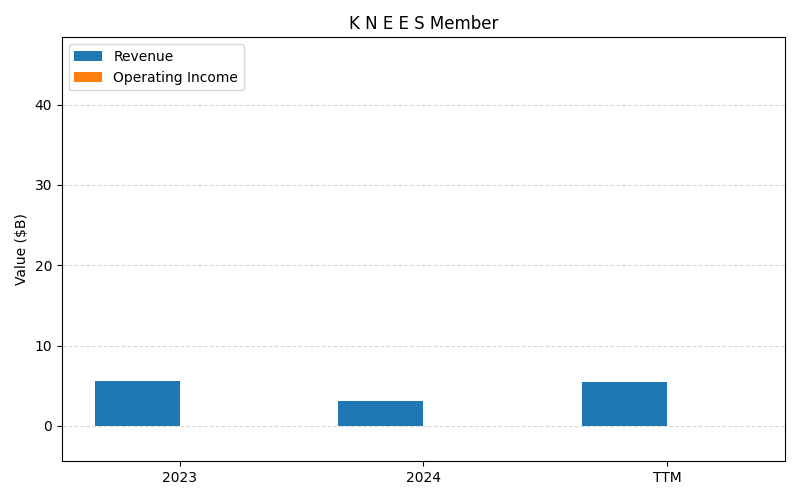 K N E E S Member
Revenue
Operating Income
Value ($B)
40
30
20
10
0
2023
2024
TTM